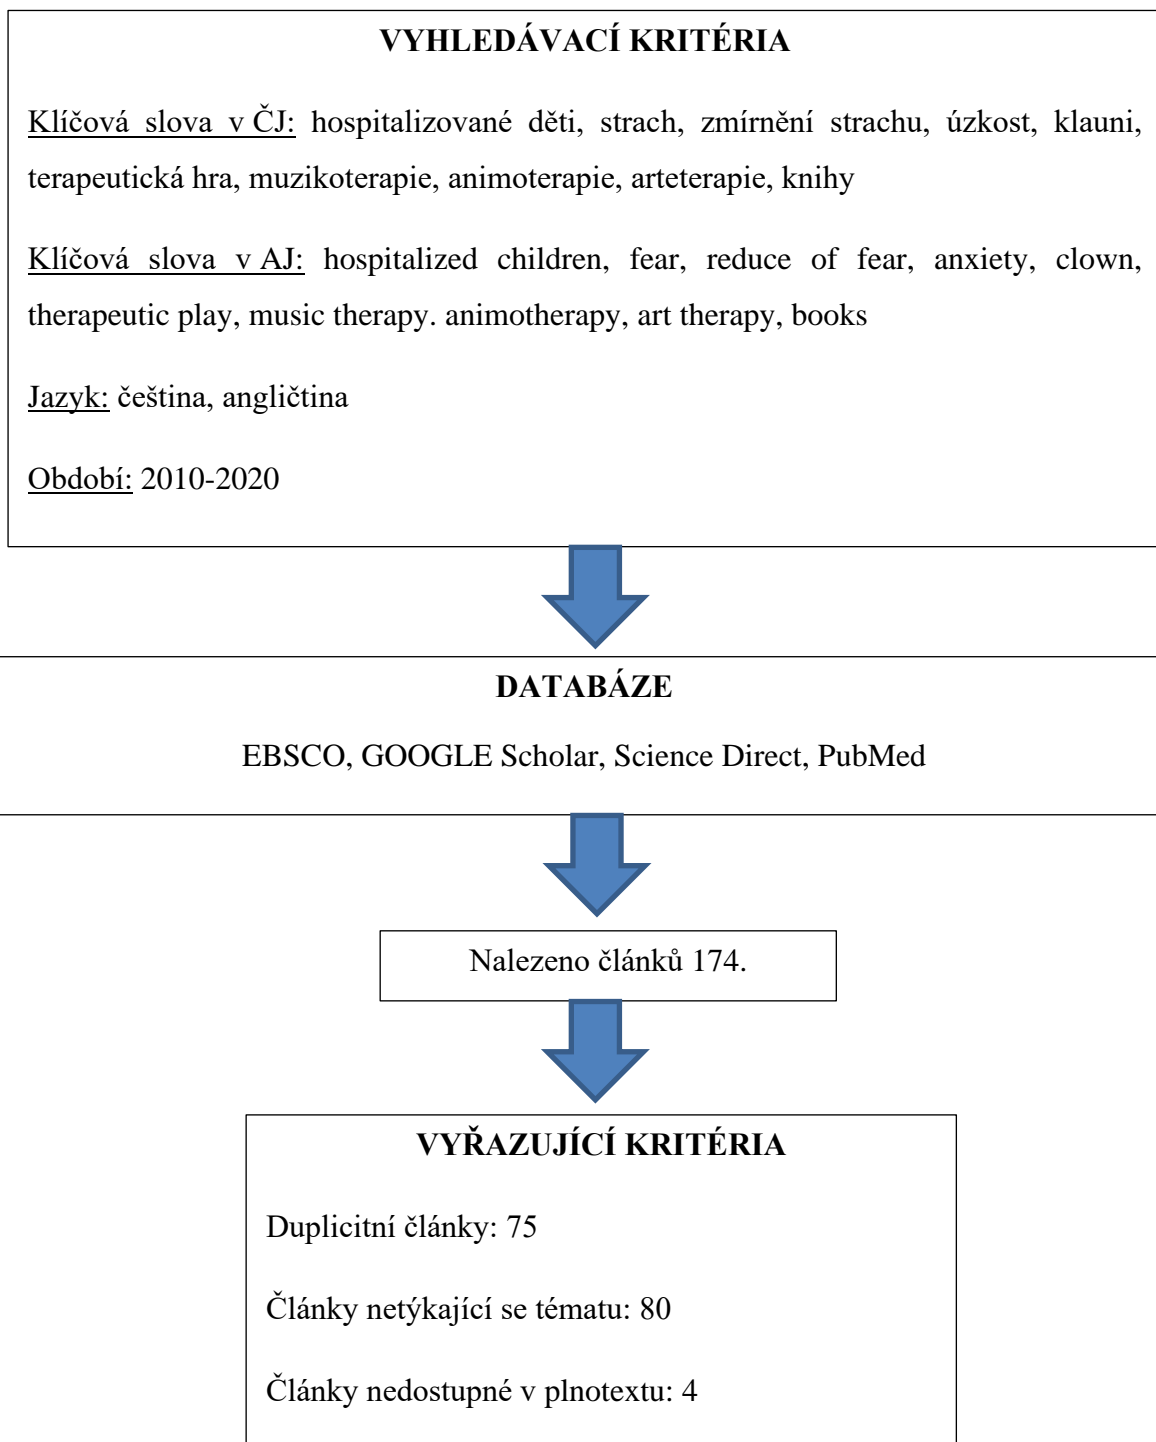 VYHLEDÁVACÍ KRITÉRIA
Klíčová slova v ČJ: hospitalizované děti, strach, zmírnění strachu, úzkost, klauni,
terapeutická hra, muzikoterapie, animoterapie, arteterapie, knihy
Klíčová slova v AJ: hospitalized children, fear, reduce of fear, anxiety, clown,
therapeutic play, music therapy. animotherapy, art therapy, books
Jazyk: čeština, angličtina
Období: 2010-2020
DATABÁZE
EBSCO, GOOGLE Scholar, Science Direct, PubMed
Nalezeno článků 174.
VYŘAZUJÍCÍ KRITÉRIA
Duplicitní články: 75
Články netýkající se tématu: 80
Články nedostupné v plnotextu: 4